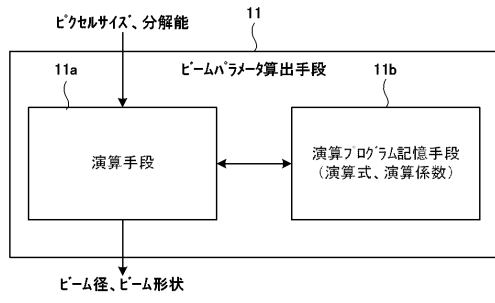 ﾋﾟｸｾﾙｻｲｽﾞ、分解能
11
ﾋﾞｰﾑﾊﾟﾗﾒｰﾀ算出手段
11a
11b
演算手段
演算ﾌﾟﾛｸﾞﾗﾑ記憶手段
(演算式、演算係数)
ﾋﾞｰﾑ径、ﾋﾞｰﾑ形状